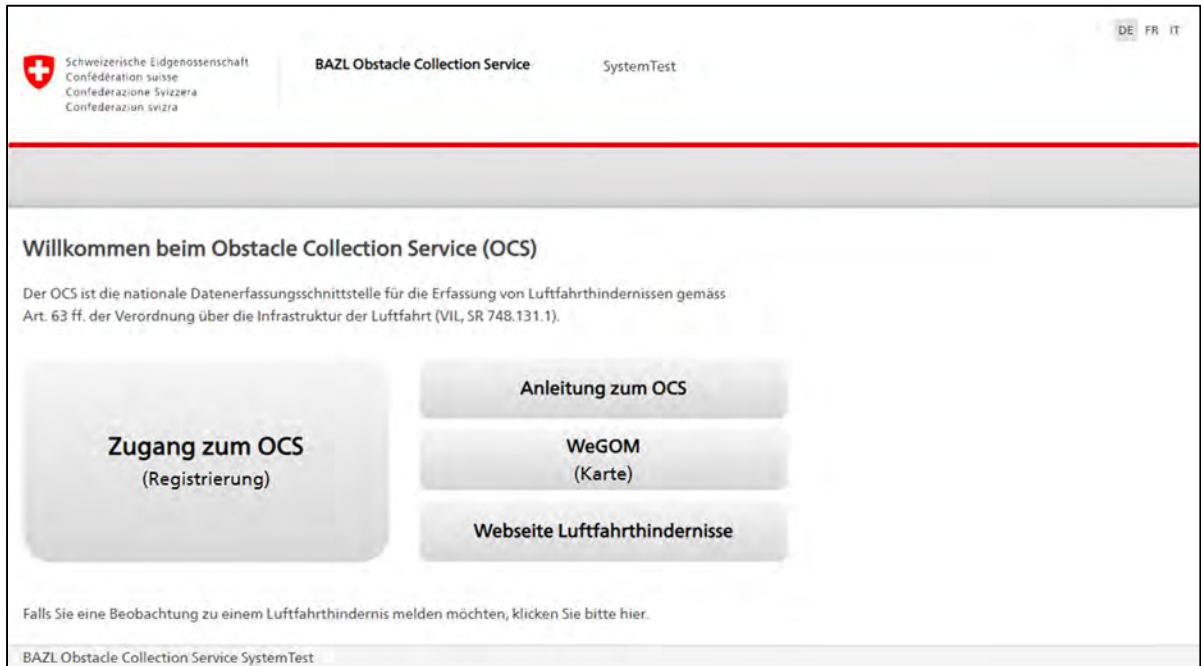 DE FR IT
Schweizerische Eidgenossenschaft
Confédération suisse
Confederazione Svizzera
Confederaziun svizra
BAZL Obstacle Collection Service SystemTest
Willkommen beim Obstacle Collection Service (OCS)
Der OCS ist die nationale Datenerfassungsschnittstelle für die Erfassung von Luftfahrthindernissen gemäss
Art. 63 ff. der Verordnung über die Infrastruktur der Luftfahrt (VIL, SR 748.131.1).
Zugang zum OCS
(Registrierung)
Anleitung zum OCS
WeGOM
(Karte)
Webseite Luftfahrthindernisse
Falls Sie eine Beobachtung zu einem Luftfahrthindernis melden möchten, klicken Sie bitte hier.
BAZL Obstacle Collection Service SystemTest